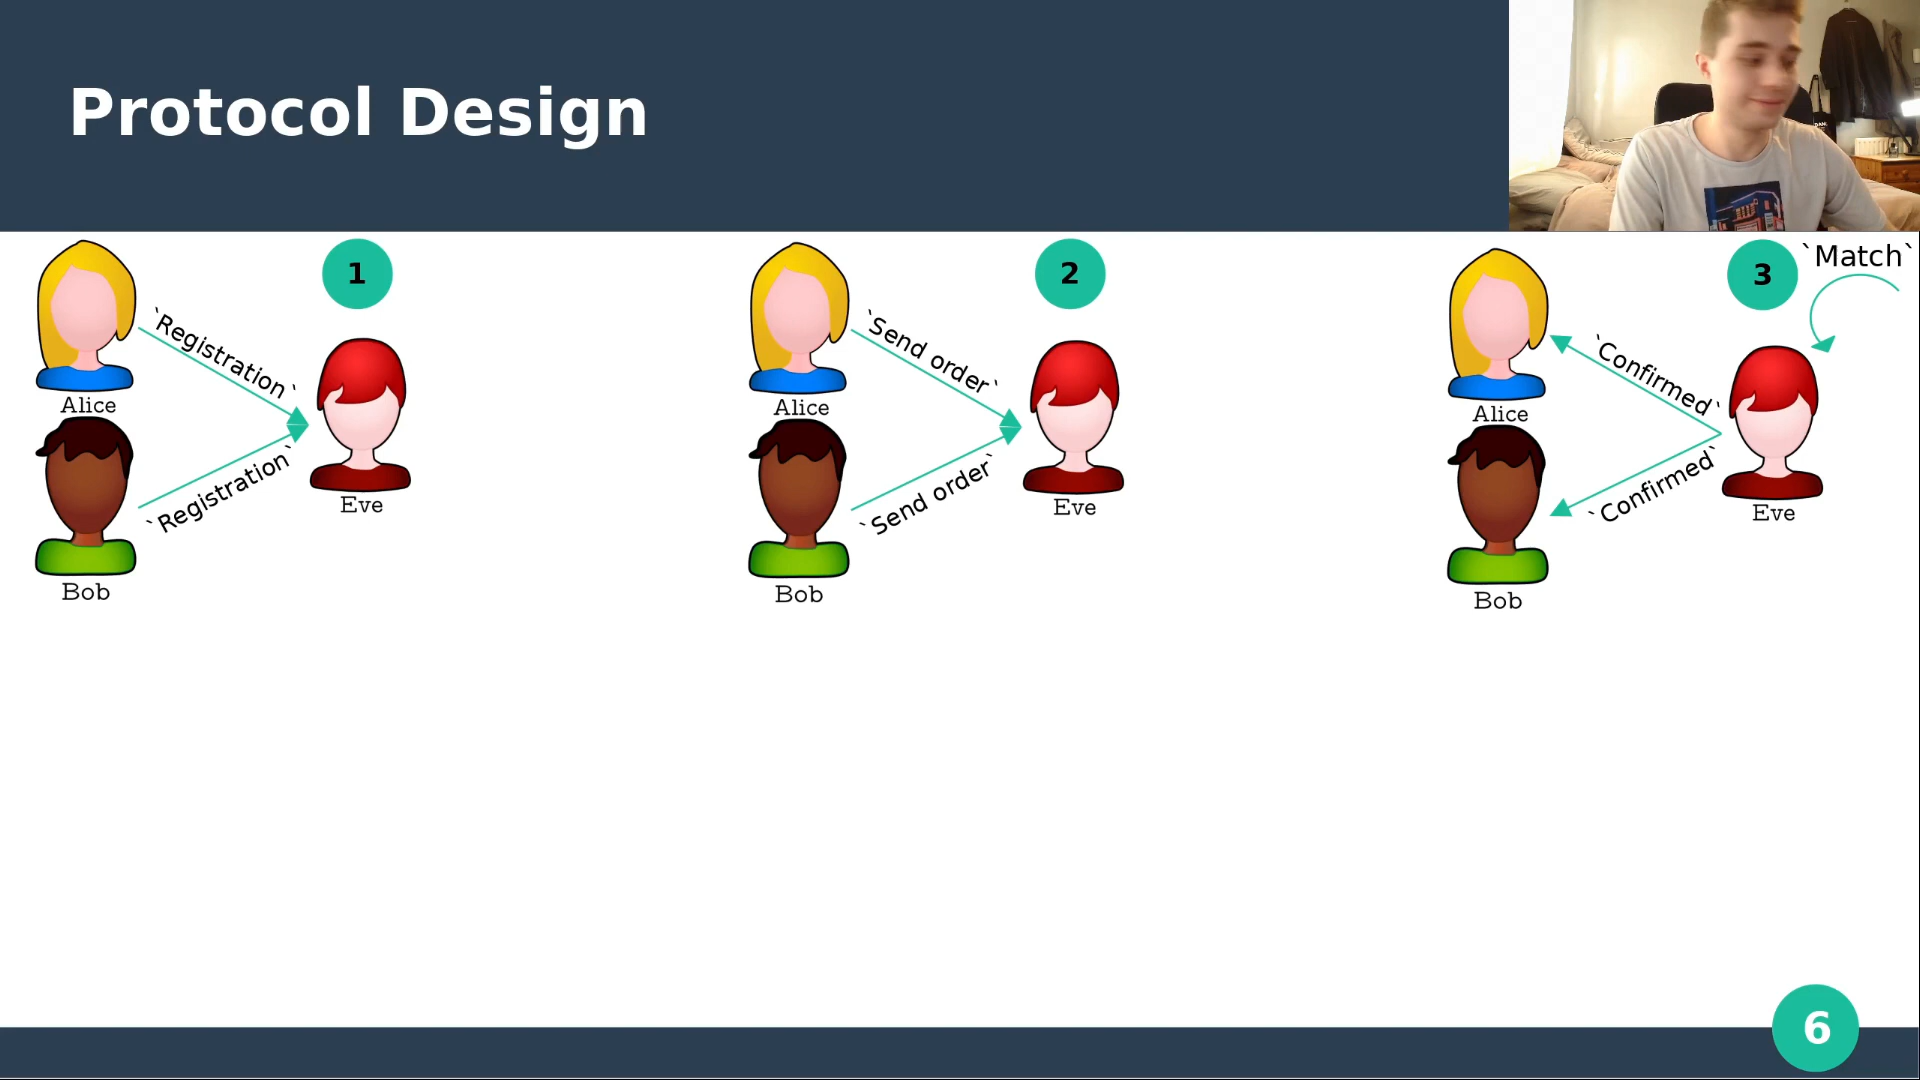 Protocol Design
1
`Registration`
Alice
`Registration`
Eve
Bob
2
`Send order`
Alice
`Send order`
Eve
Bob
3
`Match`
`Confirmed`
Alice
`Confirmed`
Eve
Bob
6